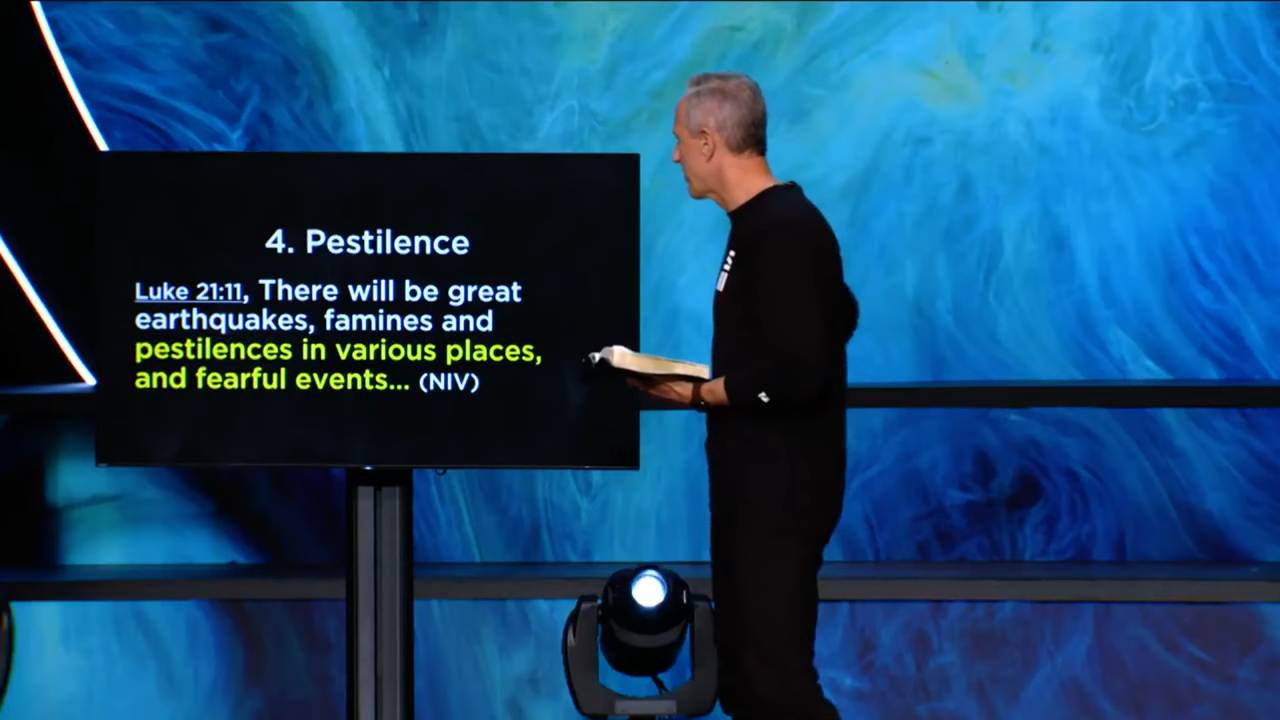 4. Pestilence
Luke 21:11, There will be great
earthquakes, famines and
pestilences in various places,
and fearful events... (NIV)